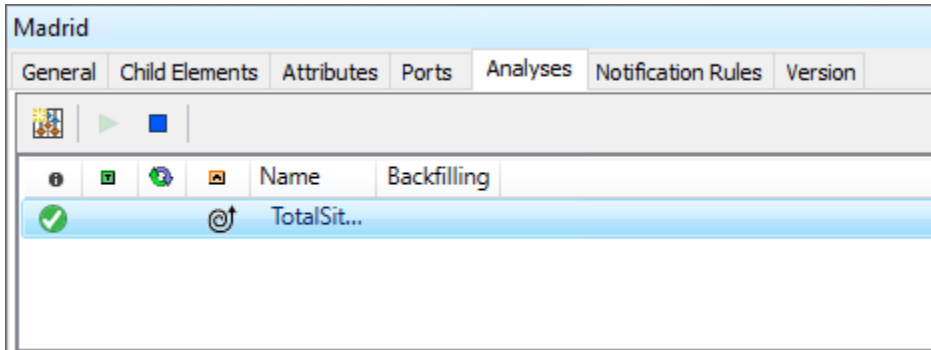 Madrid
General Child Elements Attributes Ports Analyses Notification Rules Version
Name Backfilling
TotalSit...